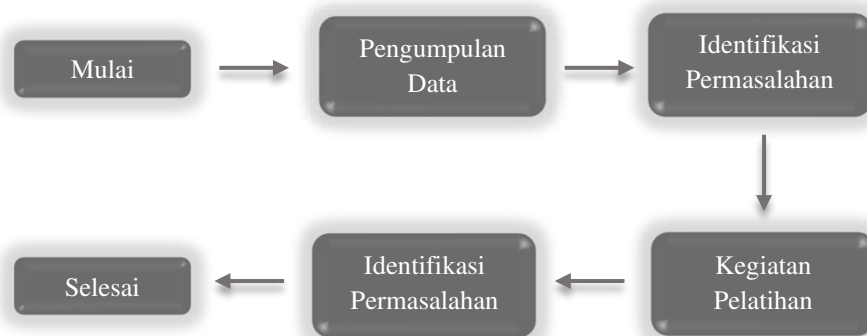 Mulai
Pengumpulan
Data
Identifikasi
Permasalahan
Kegiatan
Pelatihan
Identifikasi
Permasalahan
Selesai